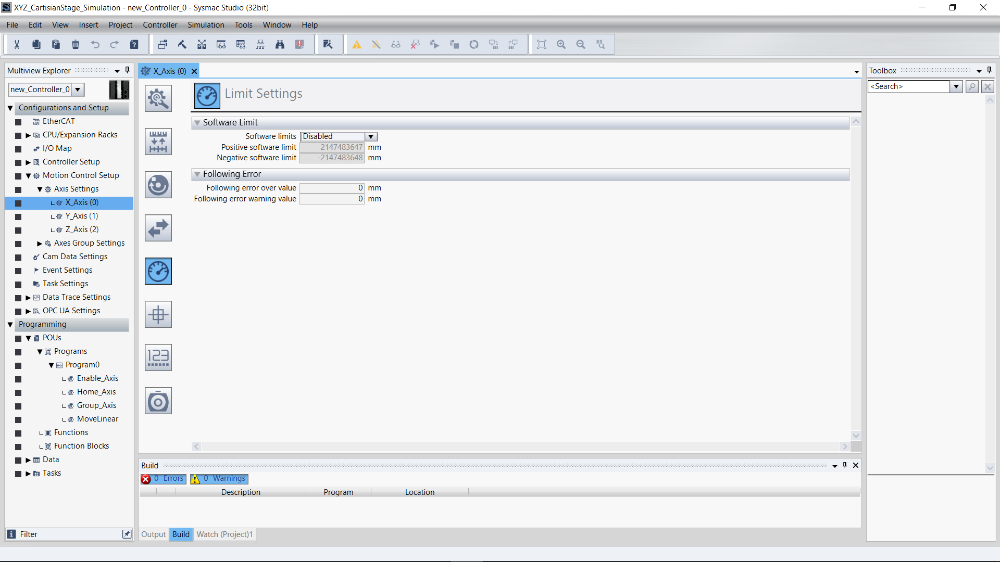 XYZ_CartisianStage_Simulation - new_Controller_0 - Sysmac Studio (32bit)
File Edit View Insert Project Controller Simulation Tools Window Help
Multiview Explorer
new_Controller_0
Configurations and Setup
EtherCAT
CPU/Expansion Racks
I/O Map
Controller Setup
Motion Control Setup
Axis Settings
X_Axis (0)
Y_Axis (1)
Z_Axis (2)
Axes Group Settings
Cam Data Settings
Event Settings
Task Settings
Data Trace Settings
OPC UA Settings
Programming
POUs
Programs
Program0
Enable_Axis
Home_Axis
Group_Axis
MoveLinear
Functions
Function Blocks
Data
Tasks
Filter
X_Axis (0)
123
Limit Settings
Software Limit
Software limits Disabled
Positive software limit 2147483647 mm
Negative software limit -2147483648 mm
Following Error
Following error over value 0 mm
Following error warning value 0 mm
Build
0 Errors 0 Warnings
Description Program Location
Output Build Watch (Project)1
Toolbox
<Search>